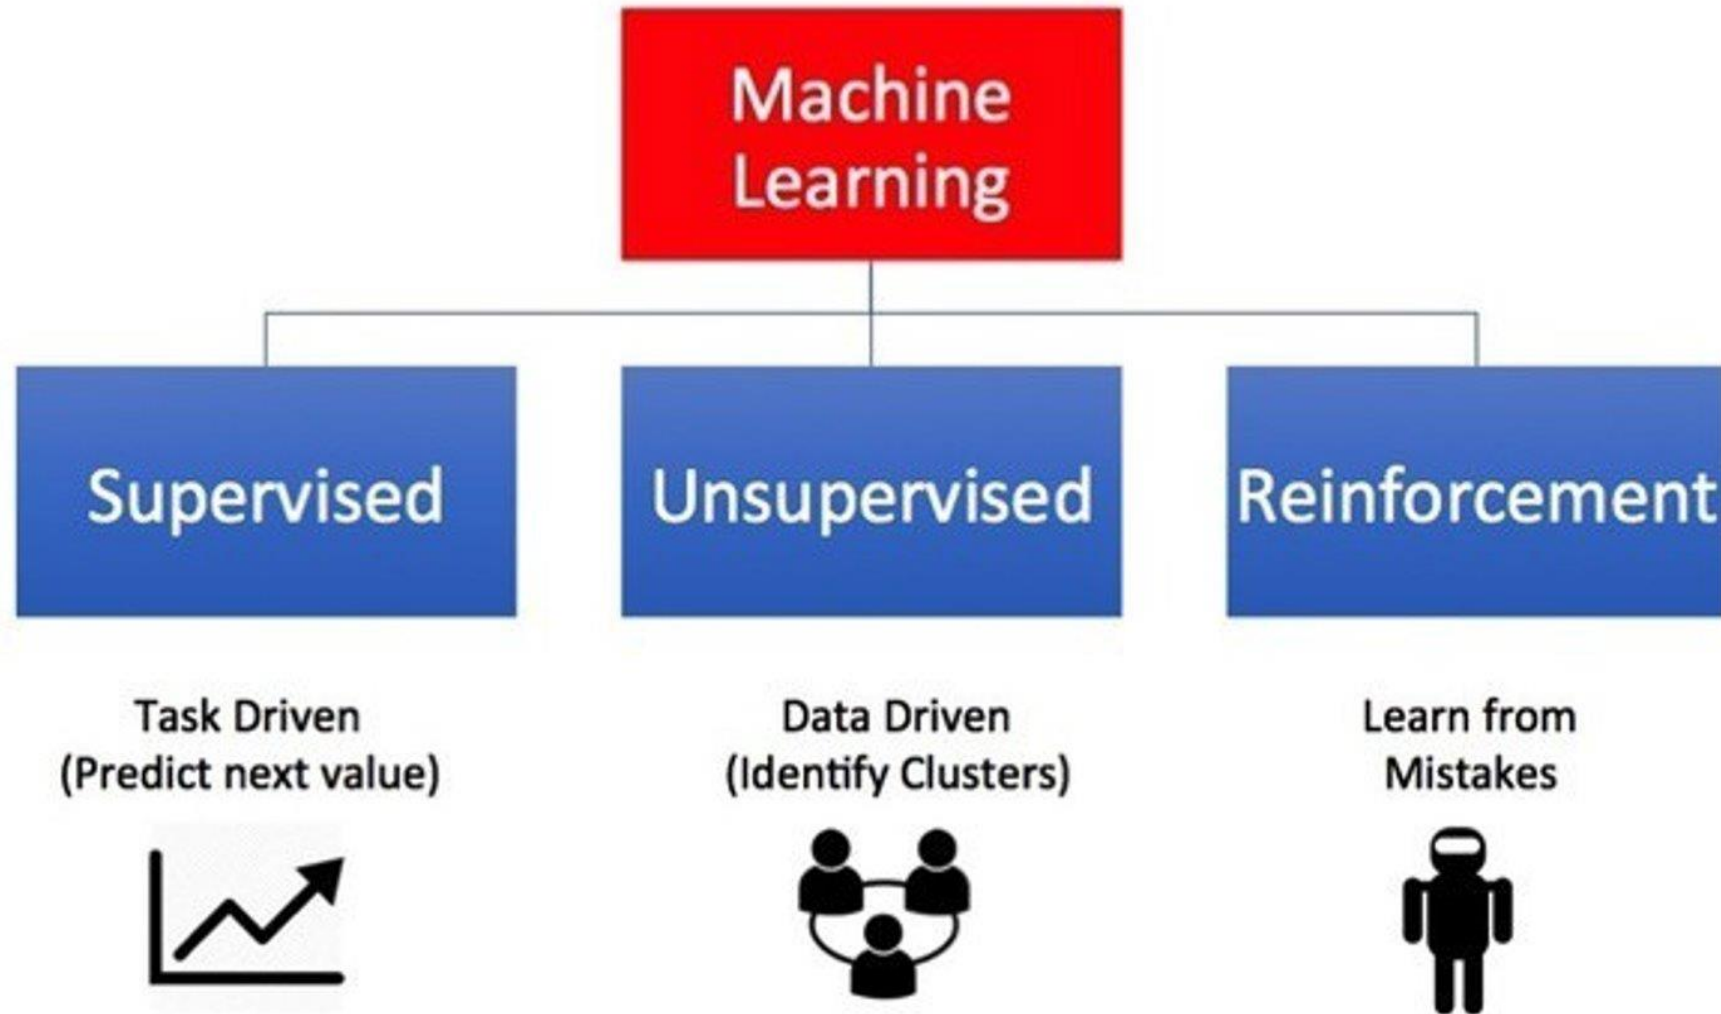 Machine
Learning
Supervised
Unsupervised
Reinforcement
Task Driven
(Predict next value)
Data Driven
(Identify Clusters)
Learn from
Mistakes